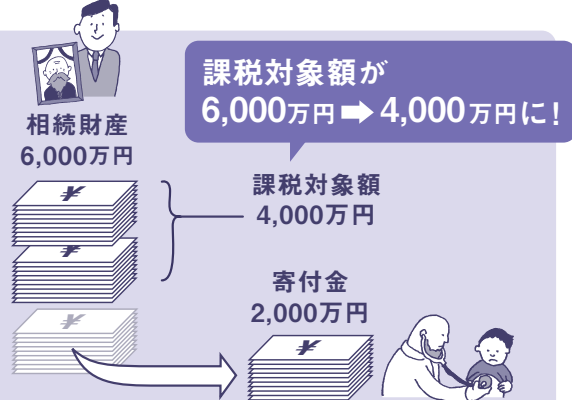 課税対象額が
6,000万円➡4,000万円に!
相続財産
6,000万円
¥
¥
課税対象額
4,000万円
寄付金
2,000万円
¥
¥